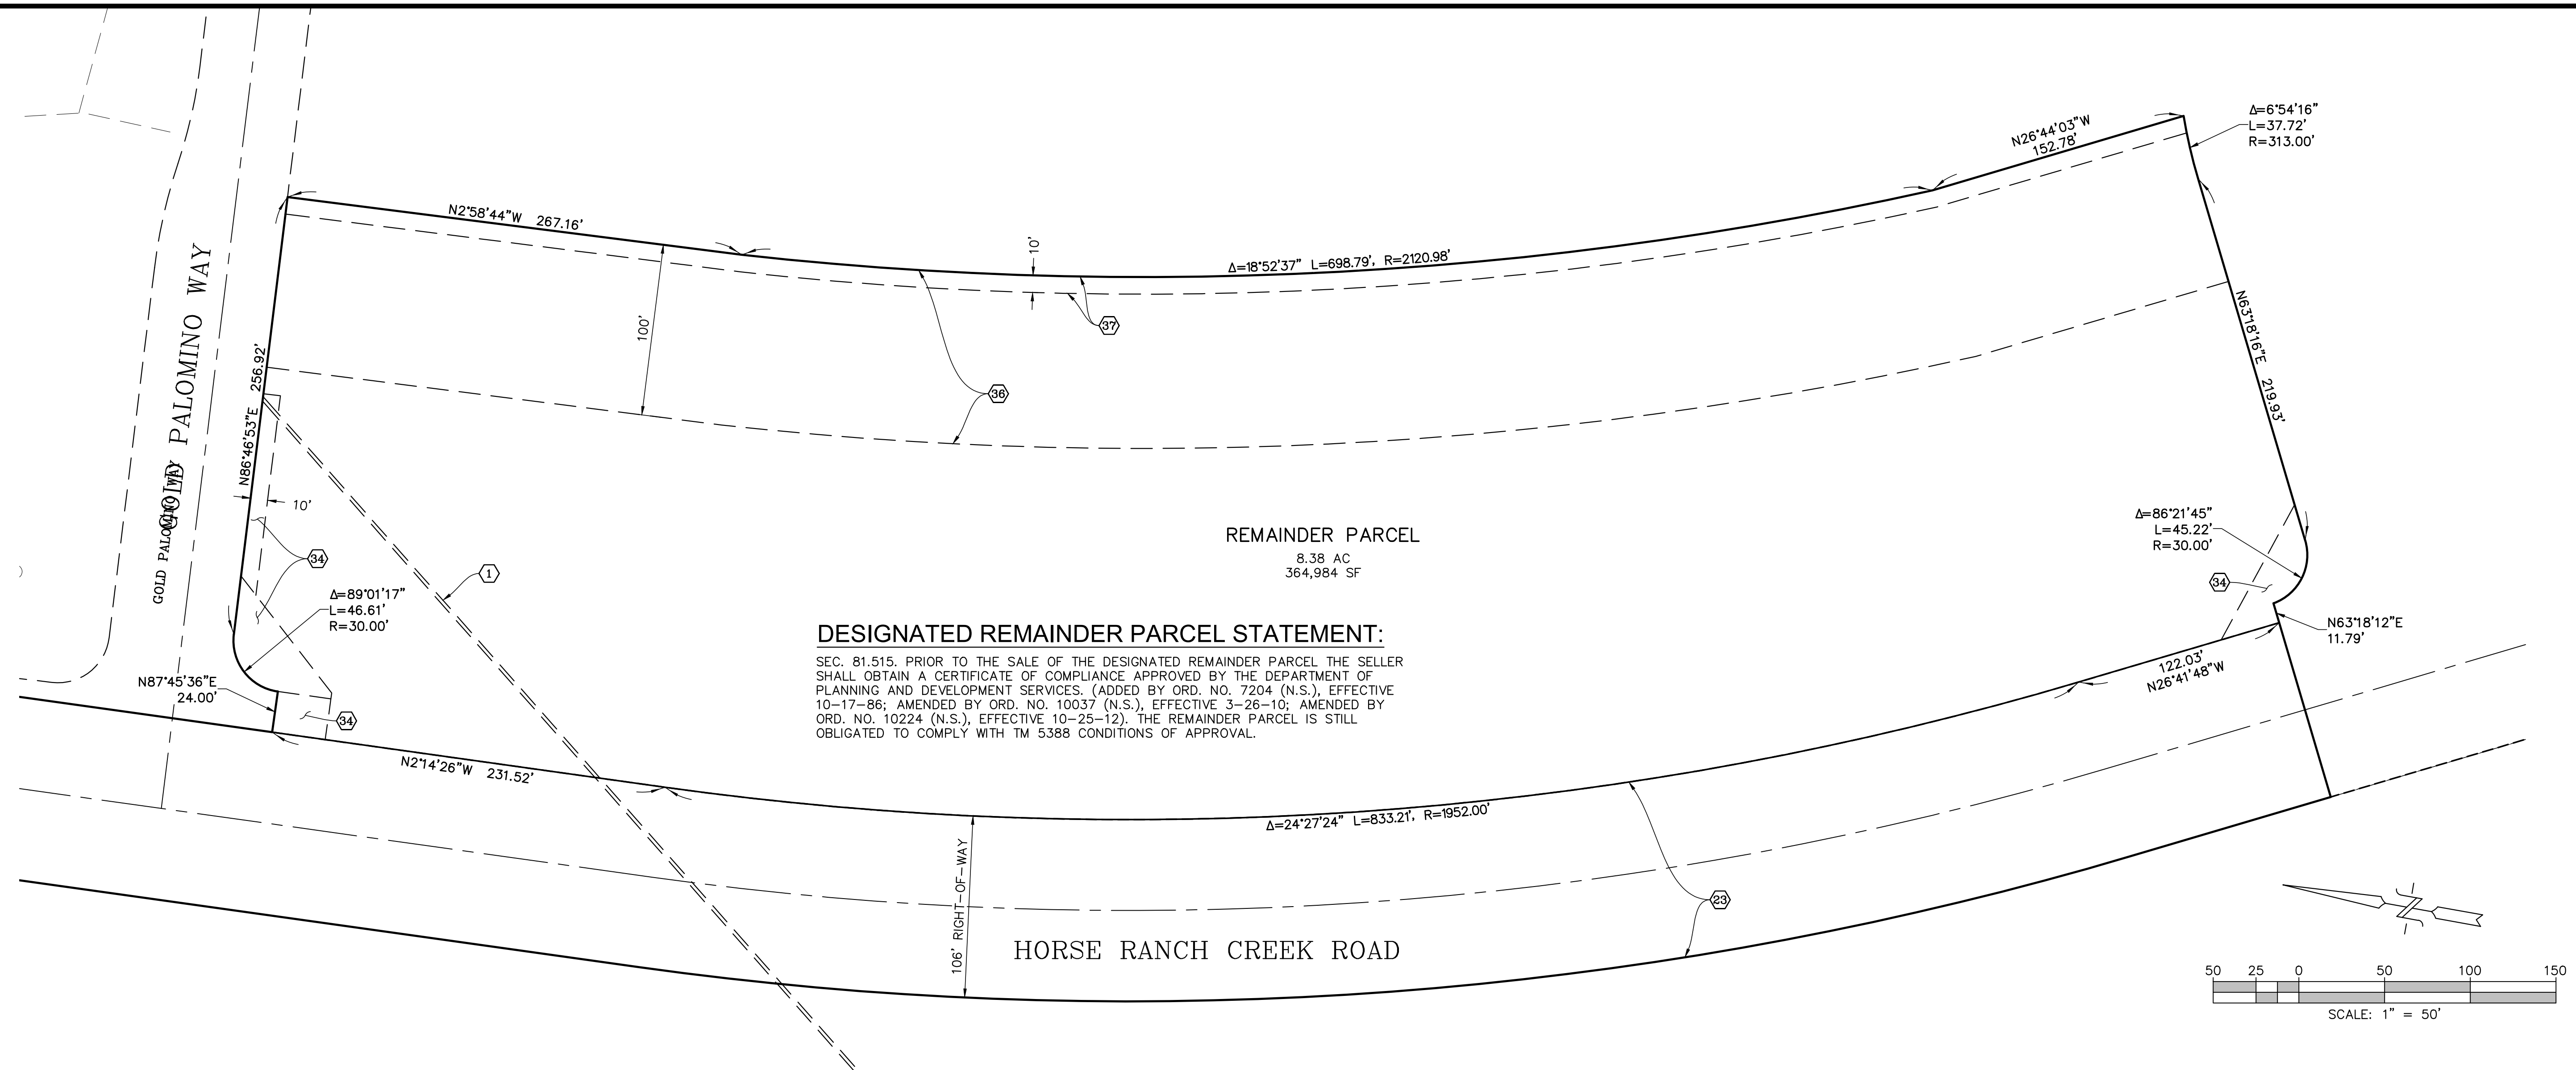 Δ=6°54'16"
L=37.72'
R=313.00'
N26°44'03"W
152.78'
N2°58'44"W 267.16'
10'
Δ=18°52'37" L=698.79', R=2120.98'
37
100'
36
N63°18'16"E 219.93'
GOLD PALOMINO WAY
GOLD PALOMINO WAY
N86°46'53"E 256.92'
10'
34
1
REMAINDER PARCEL
8.38 AC
364,984 SF
Δ=86°21'45"
L=45.22'
R=30.00'
34
Δ=89°01'17"
L=46.61'
R=30.00'
DESIGNATED REMAINDER PARCEL STATEMENT:
SEC. 81.515. PRIOR TO THE SALE OF THE DESIGNATED REMAINDER PARCEL THE SELLER
SHALL OBTAIN A CERTIFICATE OF COMPLIANCE APPROVED BY THE DEPARTMENT OF
PLANNING AND DEVELOPMENT SERVICES. (ADDED BY ORD. NO. 7204 (N.S.), EFFECTIVE
10-17-86; AMENDED BY ORD. NO. 10037 (N.S.), EFFECTIVE 3-26-10; AMENDED BY
ORD. NO. 10224 (N.S.), EFFECTIVE 10-25-12). THE REMAINDER PARCEL IS STILL
OBLIGATED TO COMPLY WITH TM 5388 CONDITIONS OF APPROVAL.
N63°18'12"E
11.79'
122.03'
N26°41'48"W
N87°45'36"E
24.00'
34
N2°14'26"W 231.52'
Δ=24°27'24" L=833.21', R=1952.00'
106' RIGHT-OF-WAY
23
HORSE RANCH CREEK ROAD
50 25 0 50 100 150
SCALE: 1" = 50'